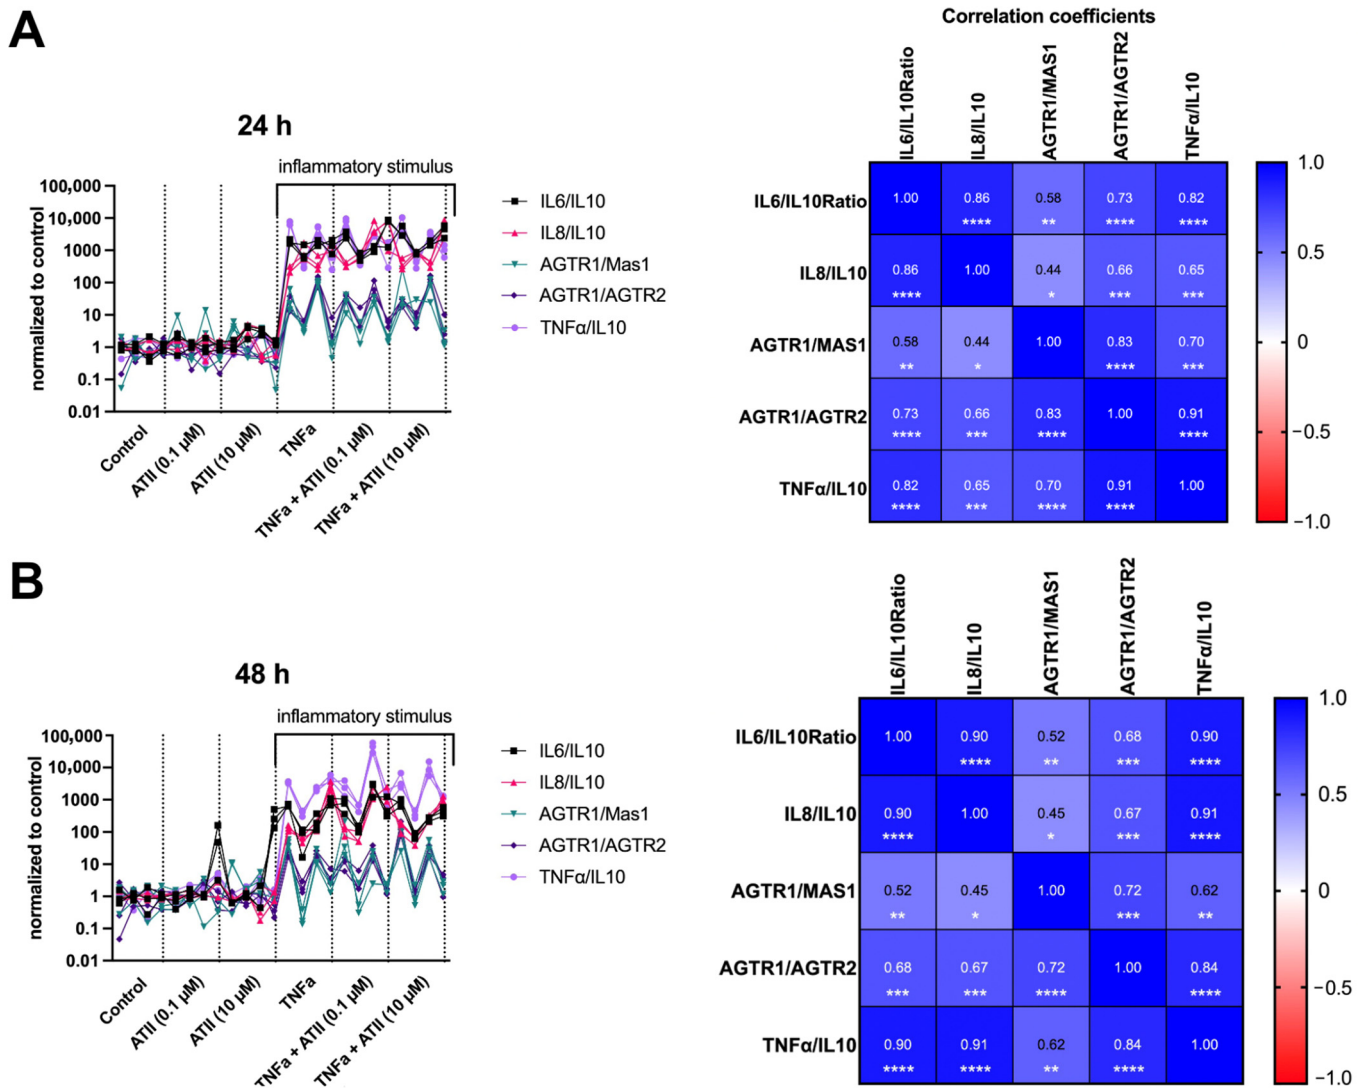 A
24 h
inflammatory stimulus
normalized to control
100,000
10,000
1000
100
10
1
0.1
0.01
Control
ATII (0.1 µM)
ATII (10 µM)
TNFa
TNFa + ATII (0.1 µM)
TNFa + ATII (10 µM)
IL6/IL10
IL8/IL10
AGTR1/Mas1
AGTR1/AGTR2
TNFα/IL10
Correlation coefficients
IL6/IL10Ratio
IL8/IL10
AGTR1/MAS1
AGTR1/AGTR2
TNFα/IL10
IL6/IL10Ratio 1.00 0.86 0.58 0.73 0.82
**** ** **** ****
IL8/IL10 0.86 1.00 0.44 0.66 0.65
**** * *** ***
AGTR1/MAS1 0.58 0.44 1.00 0.83 0.70
** * **** ***
AGTR1/AGTR2 0.73 0.66 0.83 1.00 0.91
**** *** **** ****
TNFα/IL10 0.82 0.65 0.70 0.91 1.00
**** *** **** ****
1.0
0.5
0
−0.5
−1.0
B
48 h
inflammatory stimulus
normalized to control
100,000
10,000
1000
100
10
1
0.1
0.01
Control
ATII (0.1 µM)
ATII (10 µM)
TNFa
TNFa + ATII (0.1 µM)
TNFa + ATII (10 µM)
IL6/IL10
IL8/IL10
AGTR1/Mas1
AGTR1/AGTR2
TNFα/IL10
IL6/IL10Ratio
IL8/IL10
AGTR1/MAS1
AGTR1/AGTR2
TNFα/IL10
IL6/IL10Ratio 1.00 0.90 0.52 0.68 0.90
**** ** *** ****
IL8/IL10 0.90 1.00 0.45 0.67 0.91
**** * *** ****
AGTR1/MAS1 0.52 0.45 1.00 0.72 0.62
** * *** **
AGTR1/AGTR2 0.68 0.67 0.72 1.00 0.84
*** *** **** ****
TNFα/IL10 0.90 0.91 0.62 0.84 1.00
**** **** ** ****
1.0
0.5
0
−0.5
−1.0